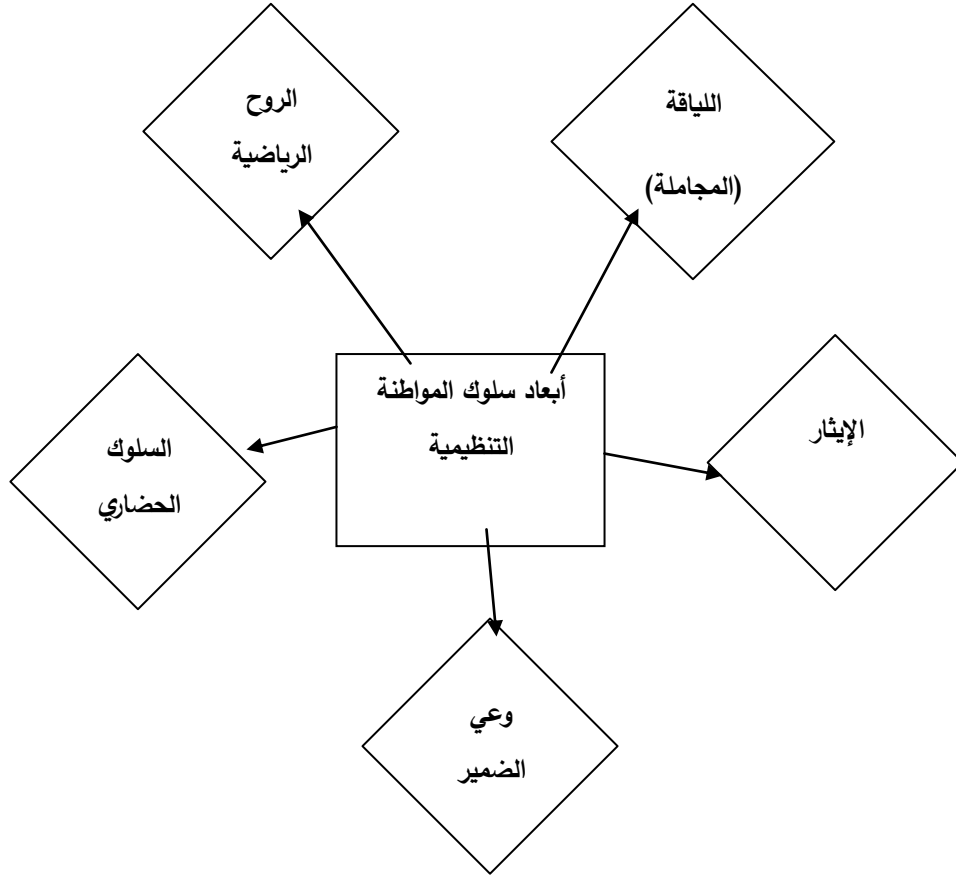 اللياقة
(المجاملة)
الروح
الرياضية
أبعاد سلوك المواطنة
التنظيمية
الإيثار
السلوك
الحضاري
وعي
الضمير